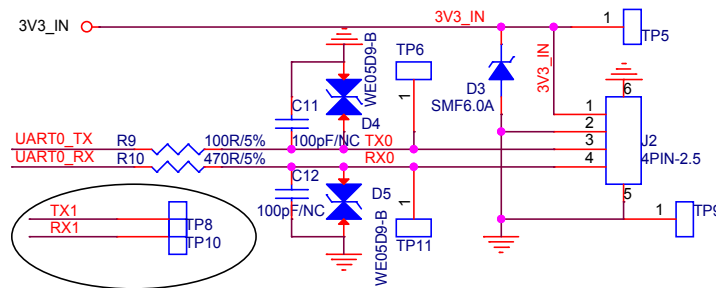 3V3_IN
3V3_IN
1
TP5
WE05D9-B
TP6
D3
SMF6.0A
3V3_IN
6
C11
D4
1
1
2
3
4
J2
4PIN-2.5
UART0_TX
R9
100R/5%
100pF/NC
TX0
UART0_RX
R10
470R/5%
RX0
C12
100pF/NC
D5
WE05D9-B
1
TP11
5
1
TP9
TX1
TP8
RX1
TP10